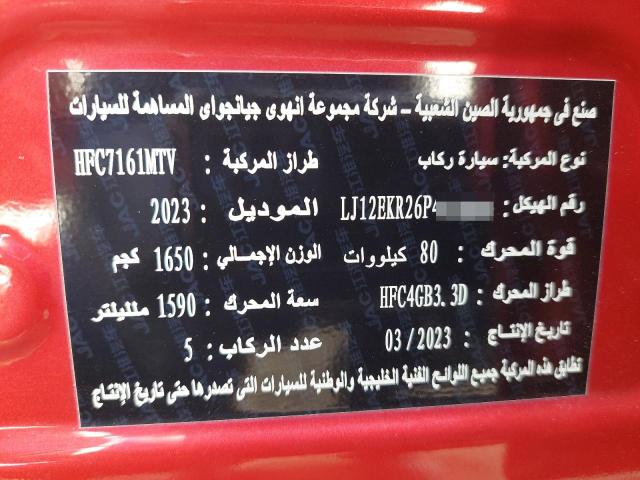 صنع في جمهورية الصين الشعبية – شركة مجموعة انهوى جيانجواى المساهمة للسيارات
نوع المركبة: سيارة ركاب طراز المركبة : HFC7161MTV
رقم الهيكل : LJ12EKR26P4 الموديل : 2023
قوة المحرك : 80 كيلووات الوزن الإجمالي : 1650 كجم
طراز المحرك : HFC4GB3. 3D سعة المحرك : 1590 ملليلتر
تاريخ الإنتاج : 03/2023 عدد الركاب : 5
تطابق هذه المركبة جميع اللوائح الفنية الخليجية والوطنية للسيارات التى تصدرها حتى تاريخ الإنتاج